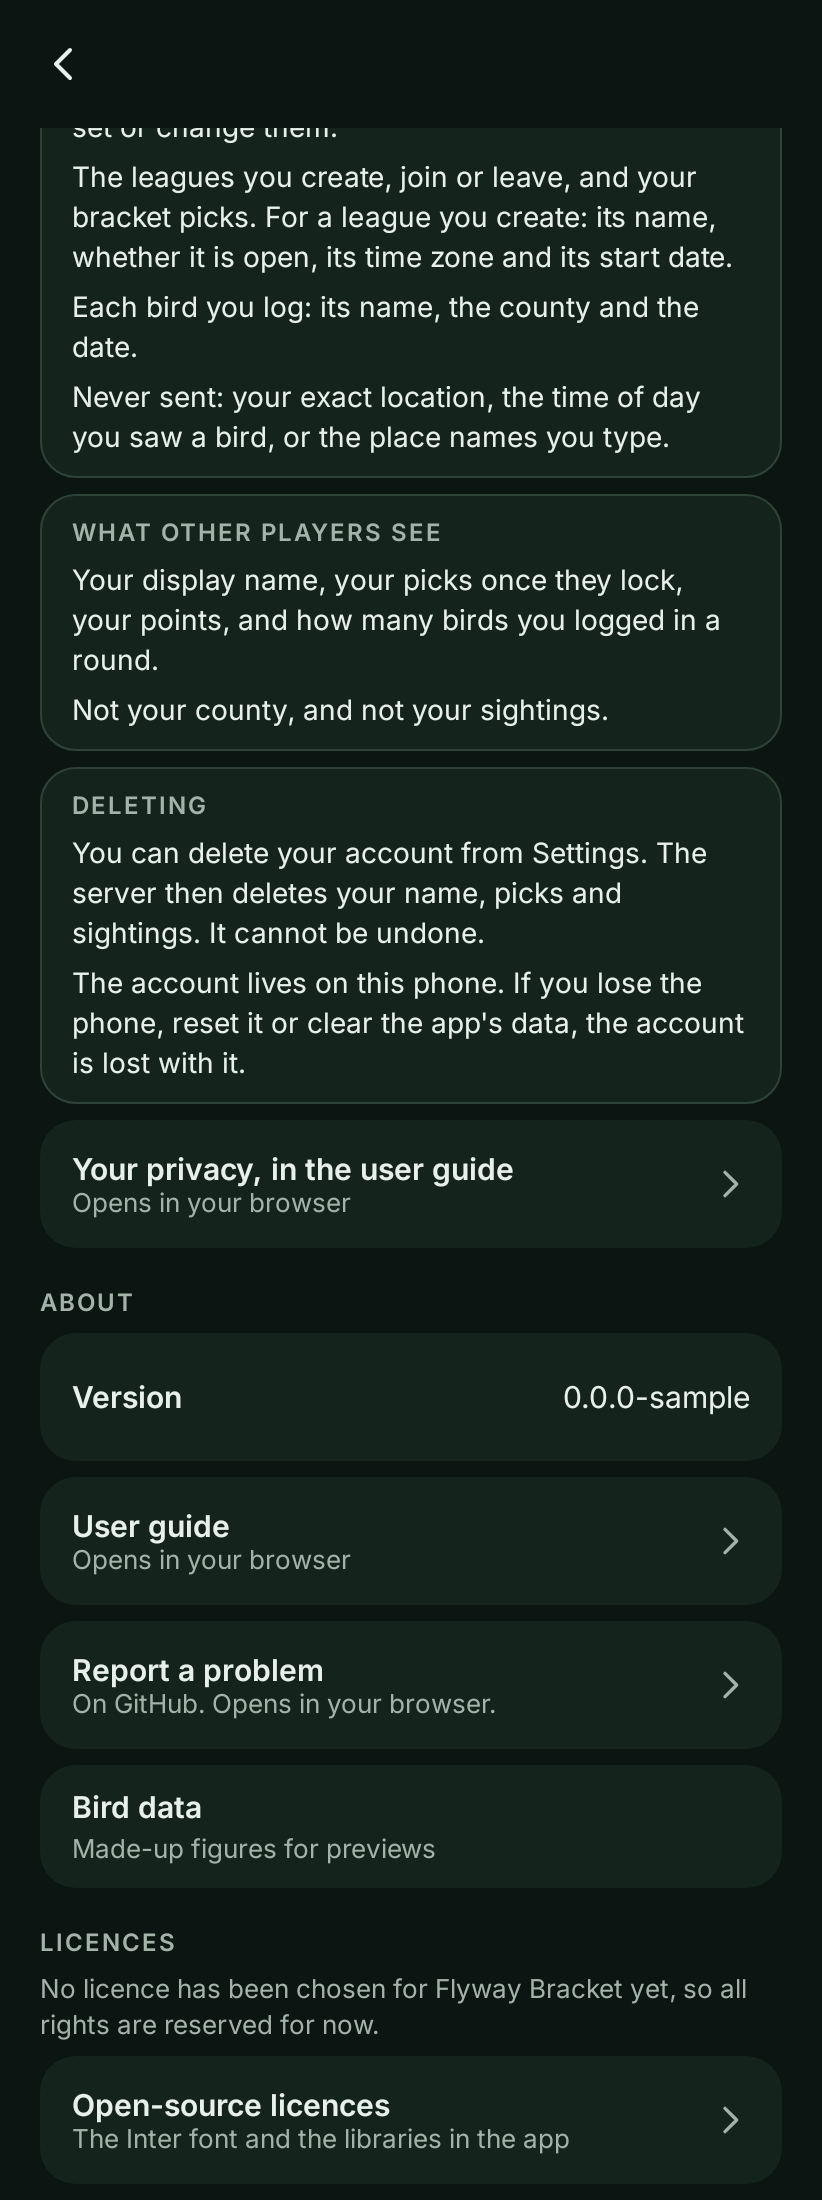 set or change them.
The leagues you create, join or leave, and your
bracket picks. For a league you create: its name,
whether it is open, its time zone and its start date.
Each bird you log: its name, the county and the
date.
Never sent: your exact location, the time of day
you saw a bird, or the place names you type.
WHAT OTHER PLAYERS SEE
Your display name, your picks once they lock,
your points, and how many birds you logged in a
round.
Not your county, and not your sightings.
DELETING
You can delete your account from Settings. The
server then deletes your name, picks and
sightings. It cannot be undone.
The account lives on this phone. If you lose the
phone, reset it or clear the app's data, the account
is lost with it.
Your privacy, in the user guide
Opens in your browser
ABOUT
Version 0.0.0-sample
User guide
Opens in your browser
Report a problem
On GitHub. Opens in your browser.
Bird data
Made-up figures for previews
LICENCES
No licence has been chosen for Flyway Bracket yet, so all
rights are reserved for now.
Open-source licences
The Inter font and the libraries in the app